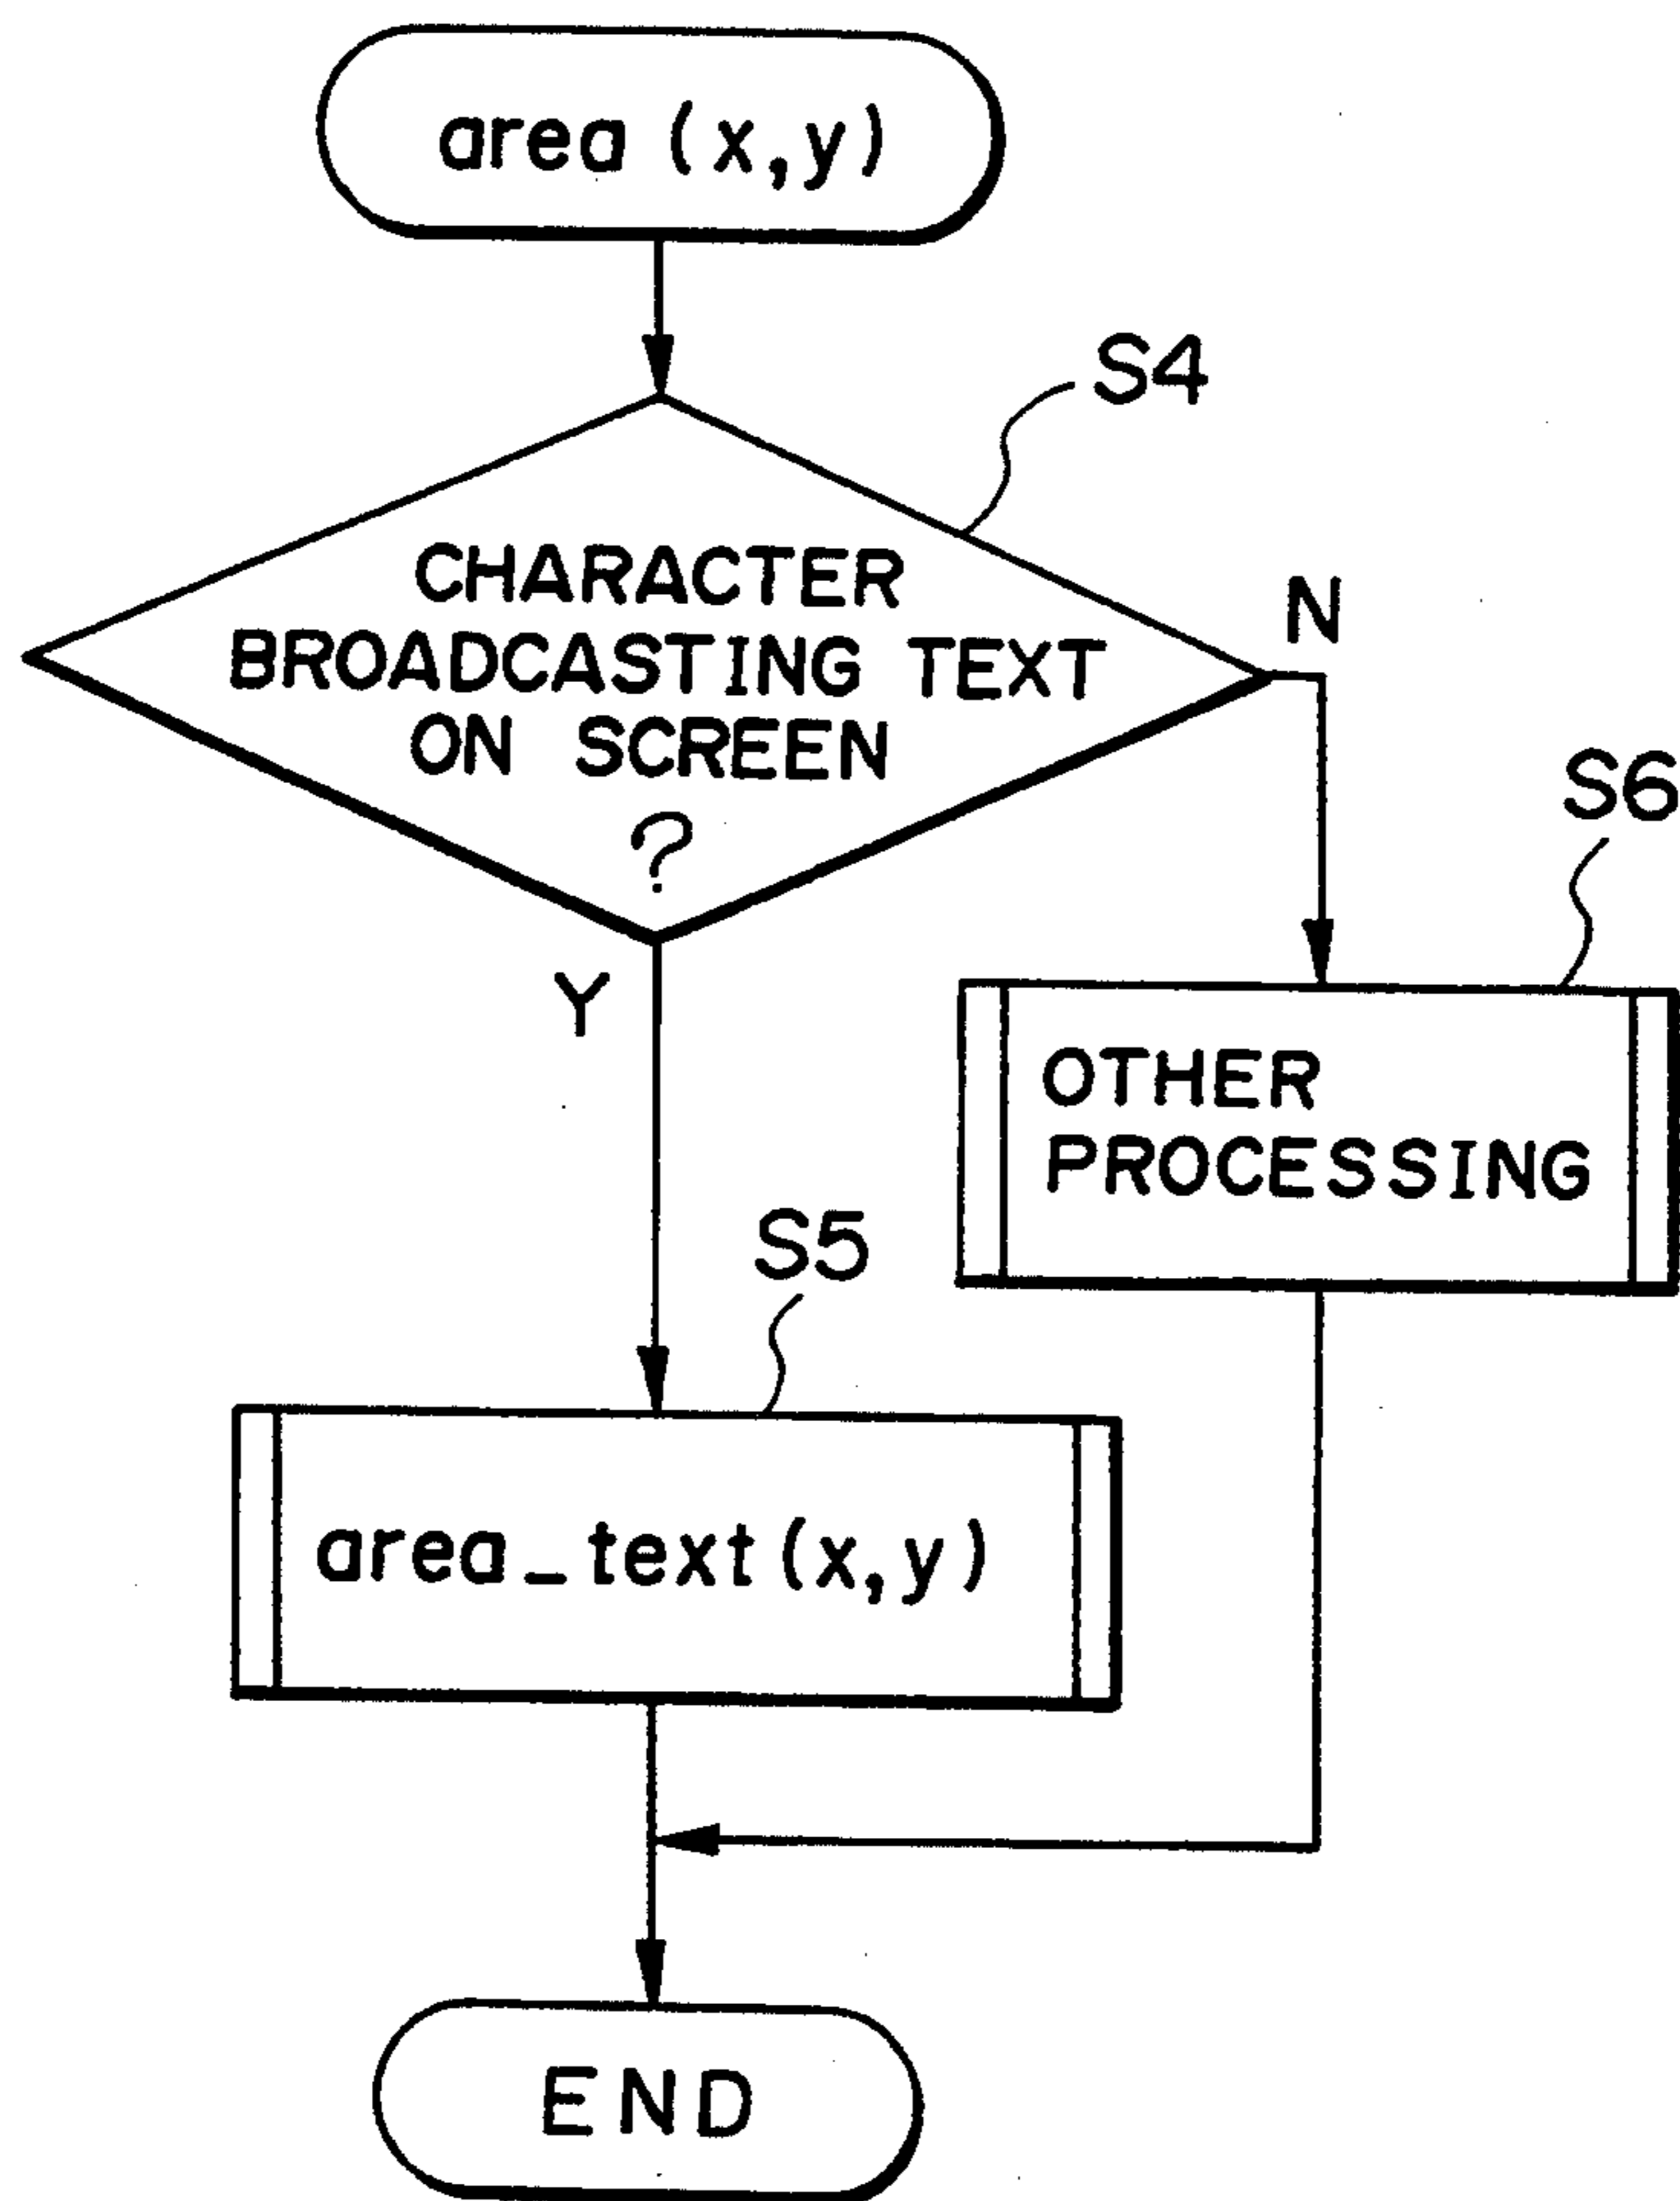 area (x,y)
S4
CHARACTER
BROADCASTING TEXT
ON SCREEN
?
N
Y
S6
OTHER
PROCESSING
S5
area_text(x,y)
END